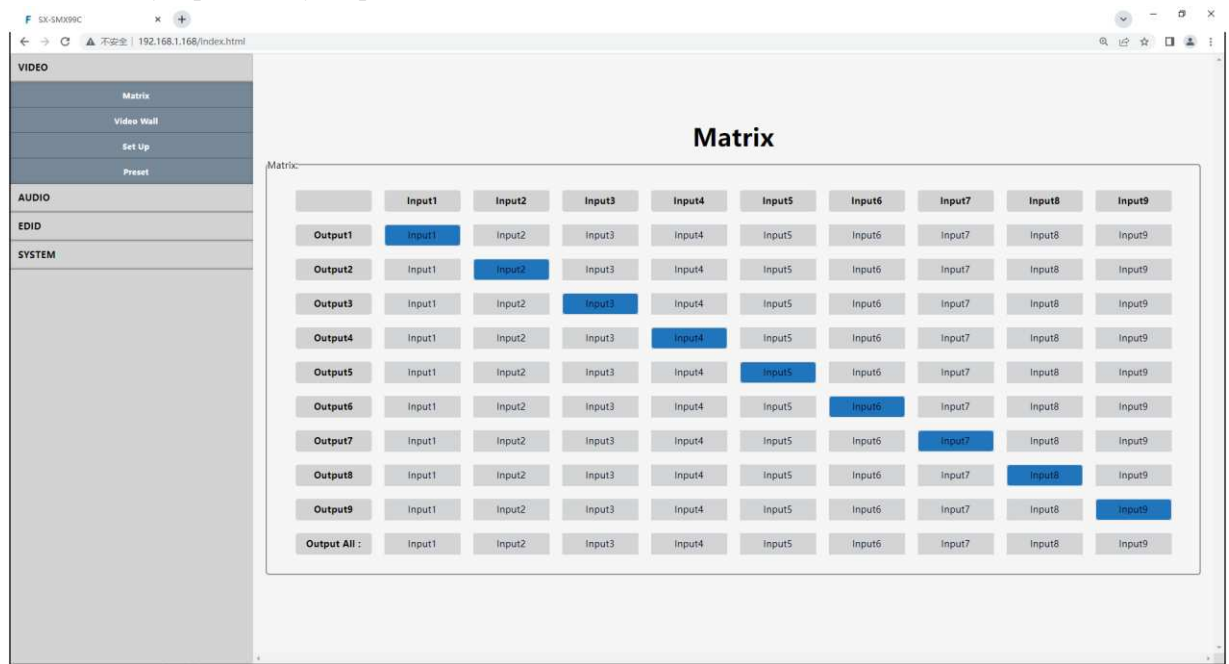 SX-SMX99C
不安全 192.168.1.168/index.html
VIDEO
Matrix
Video Wall
Set Up
Preset
AUDIO
EDID
SYSTEM
Matrix
Matrix:
Input1 Input2 Input3 Input4 Input5 Input6 Input7 Input8 Input9
Output1 Input1 Input2 Input3 Input4 Input5 Input6 Input7 Input8 Input9
Output2 Input1 Input2 Input3 Input4 Input5 Input6 Input7 Input8 Input9
Output3 Input1 Input2 Input3 Input4 Input5 Input6 Input7 Input8 Input9
Output4 Input1 Input2 Input3 Input4 Input5 Input6 Input7 Input8 Input9
Output5 Input1 Input2 Input3 Input4 Input5 Input6 Input7 Input8 Input9
Output6 Input1 Input2 Input3 Input4 Input5 Input6 Input7 Input8 Input9
Output7 Input1 Input2 Input3 Input4 Input5 Input6 Input7 Input8 Input9
Output8 Input1 Input2 Input3 Input4 Input5 Input6 Input7 Input8 Input9
Output9 Input1 Input2 Input3 Input4 Input5 Input6 Input7 Input8 Input9
Output All : Input1 Input2 Input3 Input4 Input5 Input6 Input7 Input8 Input9